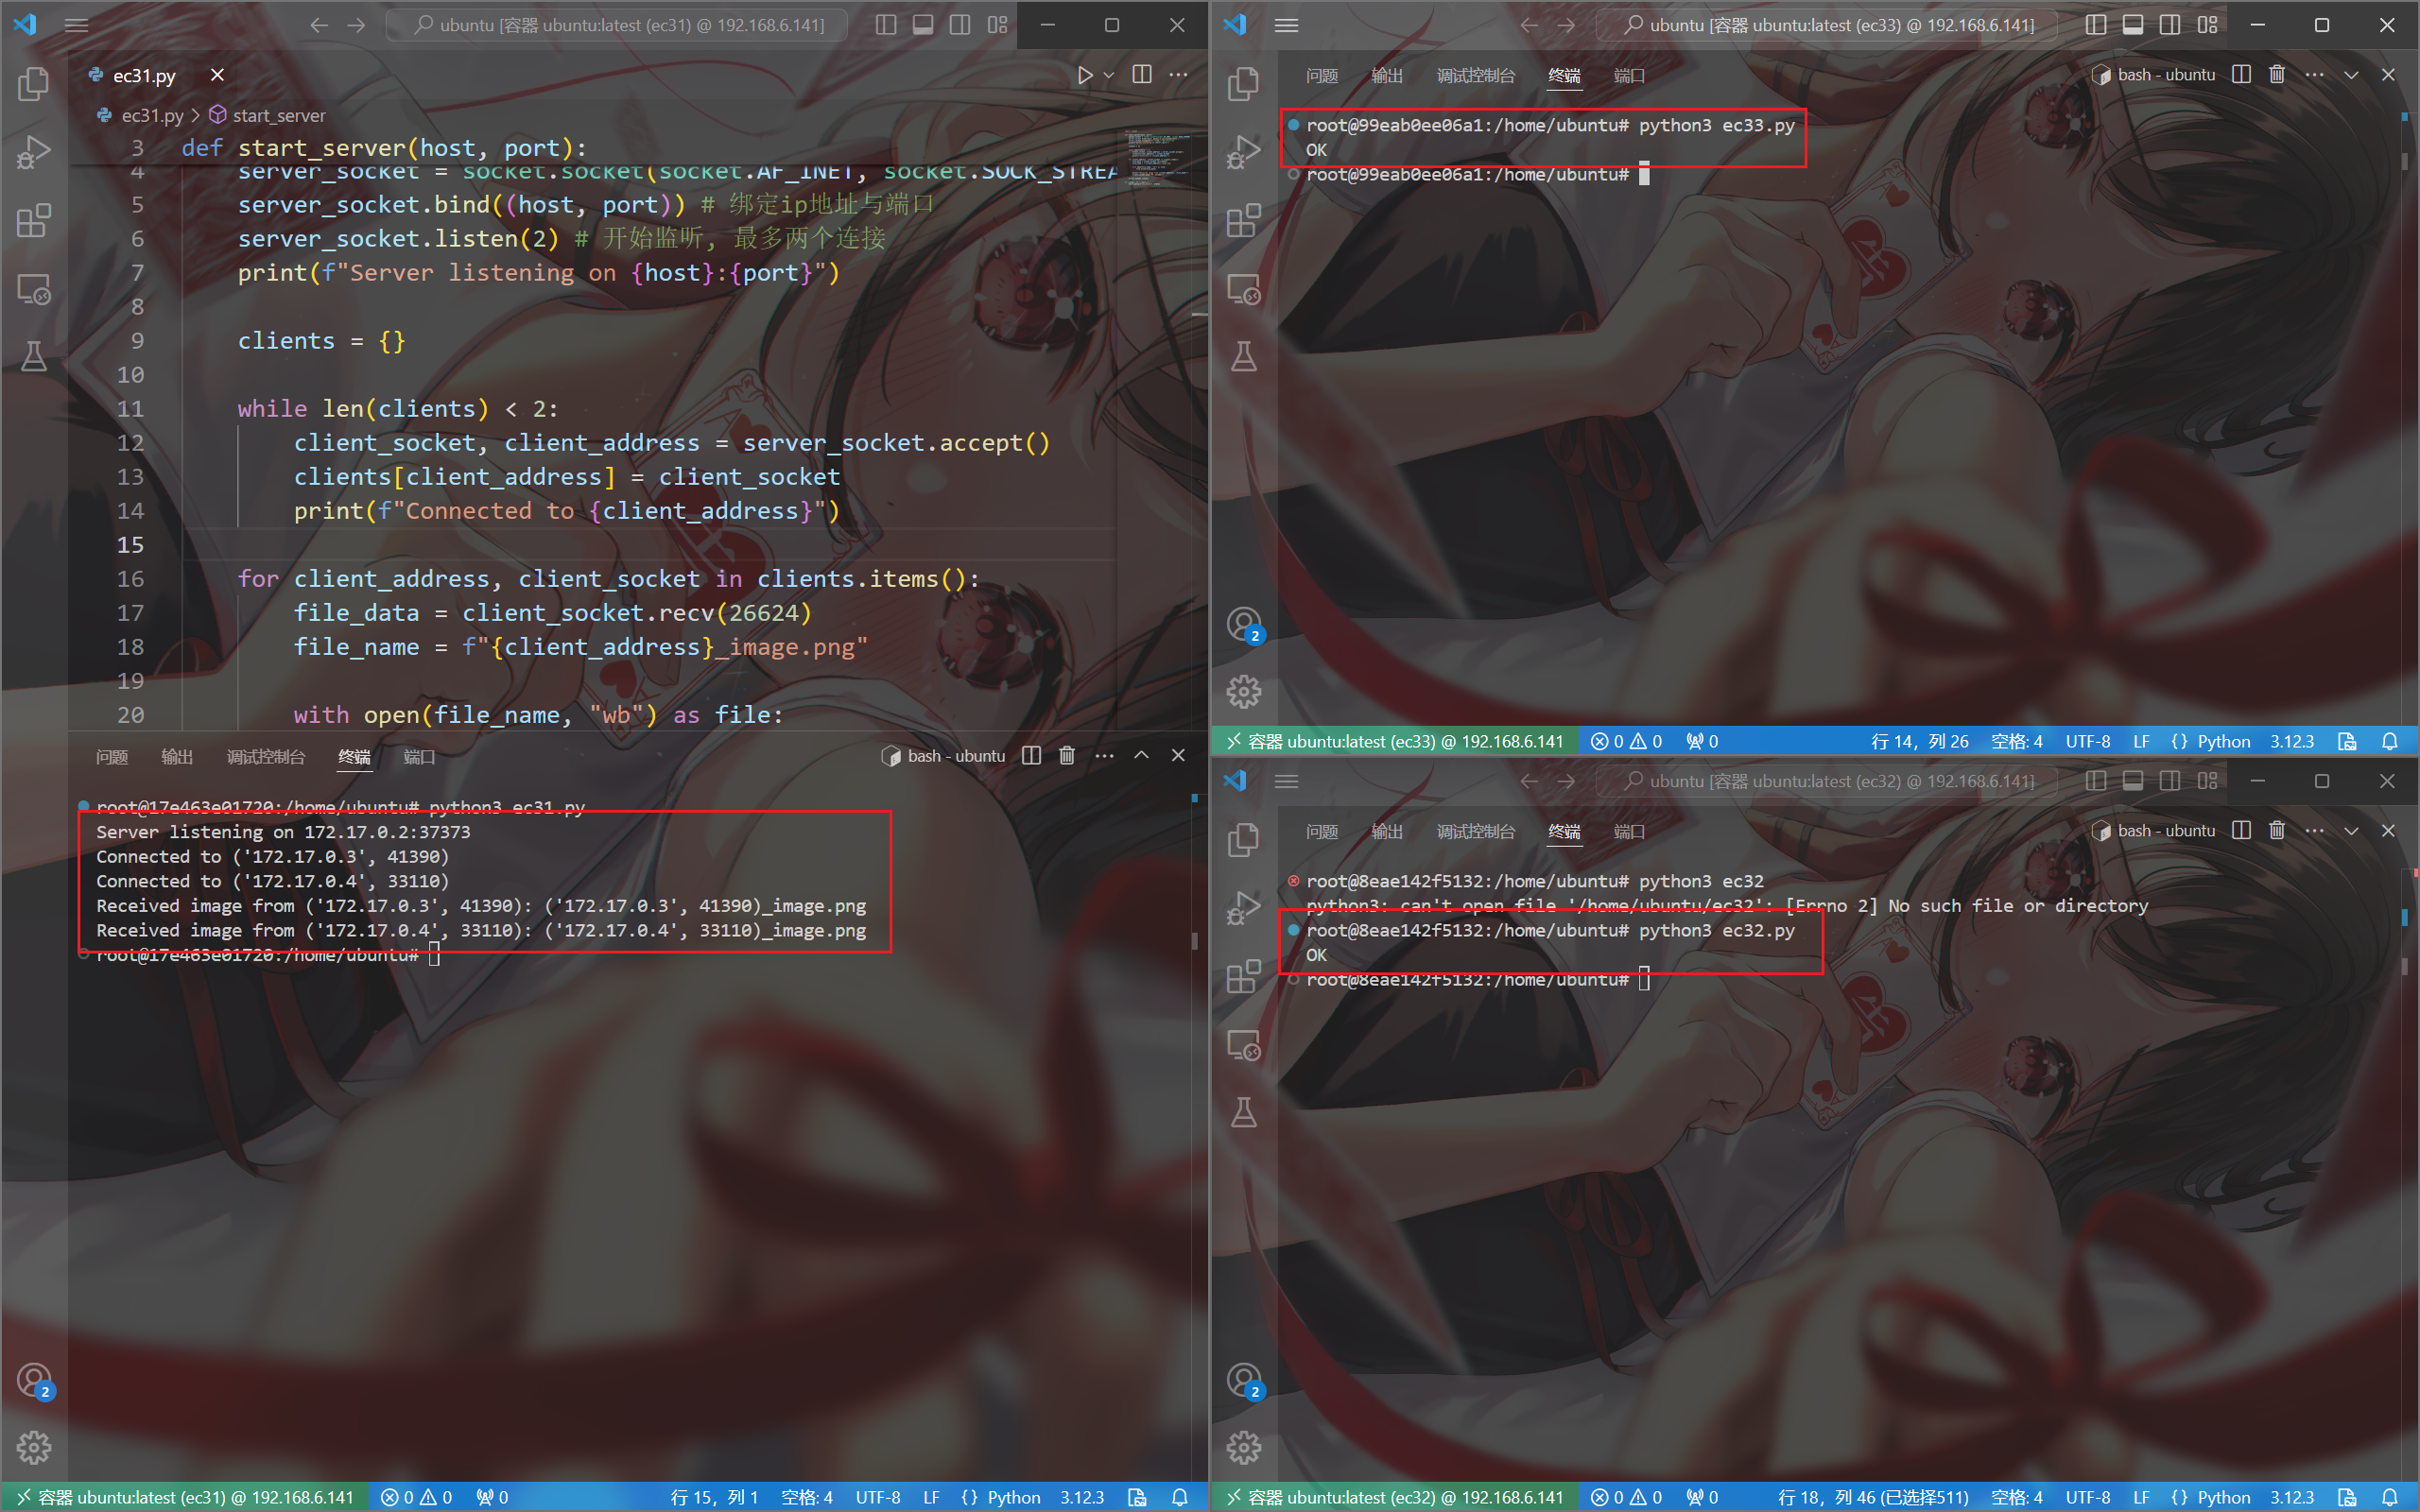 ubuntu [容器 ubuntu:latest (ec31) @ 192.168.6.141]
ec31.py
ec31.py > start_server
3 def start_server(host, port):
4 server_socket = socket.socket(socket.AF_INET, socket.SOCK_STREA
5 server_socket.bind((host, port)) # 绑定ip地址与端口
6 server_socket.listen(2) # 开始监听, 最多两个连接
7 print(f"Server listening on {host}:{port}")
8
9 clients = {}
10
11 while len(clients) < 2:
12 client_socket, client_address = server_socket.accept()
13 clients[client_address] = client_socket
14 print(f"Connected to {client_address}")
15
16 for client_address, client_socket in clients.items():
17 file_data = client_socket.recv(26624)
18 file_name = f"{client_address}_image.png"
19
20 with open(file_name, "wb") as file:
问题 输出 调试控制台 终端 端口 bash - ubuntu
root@17e463e01720:/home/ubuntu# python3 ec31.py
Server listening on 172.17.0.2:37373
Connected to ('172.17.0.3', 41390)
Connected to ('172.17.0.4', 33110)
Received image from ('172.17.0.3', 41390): ('172.17.0.3', 41390)_image.png
Received image from ('172.17.0.4', 33110): ('172.17.0.4', 33110)_image.png
root@17e463e01720:/home/ubuntu#
2
容器 ubuntu:latest (ec31) @ 192.168.6.141 0 0 0 行 15，列 1 空格: 4 UTF-8 LF {} Python 3.12.3
ubuntu [容器 ubuntu:latest (ec33) @ 192.168.6.141]
问题 输出 调试控制台 终端 端口 bash - ubuntu
root@99eab0ee06a1:/home/ubuntu# python3 ec33.py
OK
root@99eab0ee06a1:/home/ubuntu#
2
容器 ubuntu:latest (ec33) @ 192.168.6.141 0 0 0 行 14，列 26 空格: 4 UTF-8 LF {} Python 3.12.3
ubuntu [容器 ubuntu:latest (ec32) @ 192.168.6.141]
问题 输出 调试控制台 终端 端口 bash - ubuntu
root@8eae142f5132:/home/ubuntu# python3 ec32
python3: can't open file '/home/ubuntu/ec32': [Errno 2] No such file or directory
root@8eae142f5132:/home/ubuntu# python3 ec32.py
OK
root@8eae142f5132:/home/ubuntu#
2
容器 ubuntu:latest (ec32) @ 192.168.6.141 0 0 0 行 18，列 46 (已选择511) 空格: 4 UTF-8 LF {} Python 3.12.3